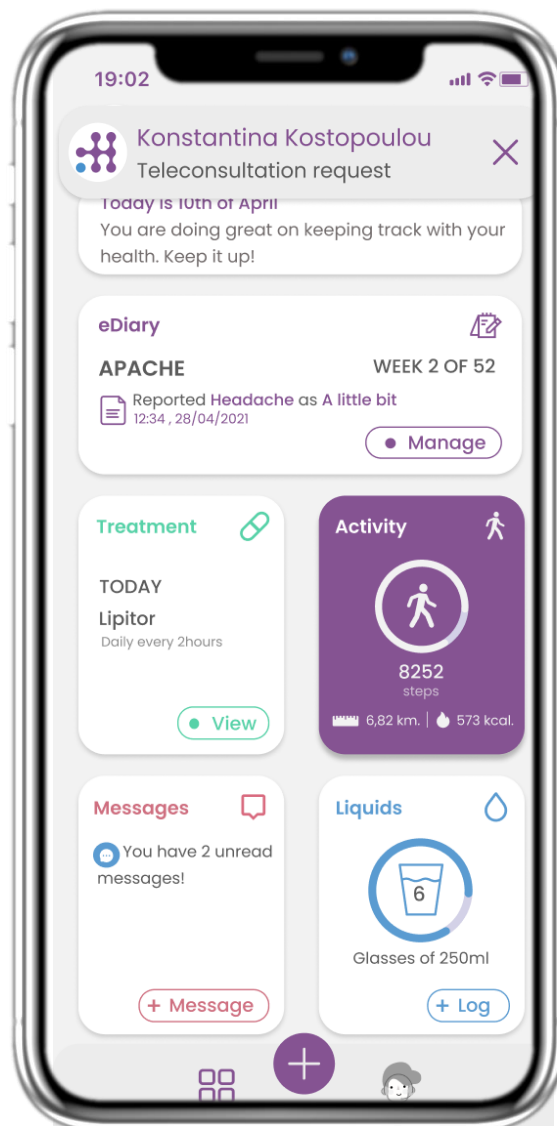 19:02
Konstantina Kostopoulou
Teleconsultation request
Today is 10th of April
You are doing great on keeping track with your
health. Keep it up!
eDiary
APACHE
WEEK 2 OF 52
Reported Headache as A little bit
12:34 , 28/04/2021
Manage
Treatment
TODAY
Lipitor
Daily every 2hours
View
Activity
8252
steps
6,82 km.
573 kcal.
Messages
You have 2 unread
messages!
+ Message
Liquids
6
Glasses of 250ml
+ Log